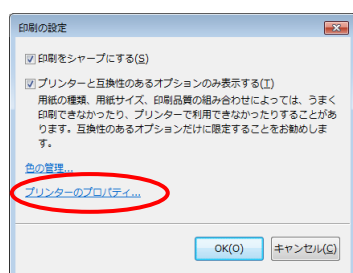 印刷の設定
印刷をシャープにする(S)
プリンターと互換性のあるオプションのみ表示する(I)
用紙の種類、用紙サイズ、印刷品質の組み合わせによっては、うまく
印刷できなかったり、プリンターで利用できなかったりすることがあ
ります。互換性のあるオプションだけに限定することをお勧めしま
す。
色の管理...
プリンターのプロパティ...
OK(O)
キャンセル(C)